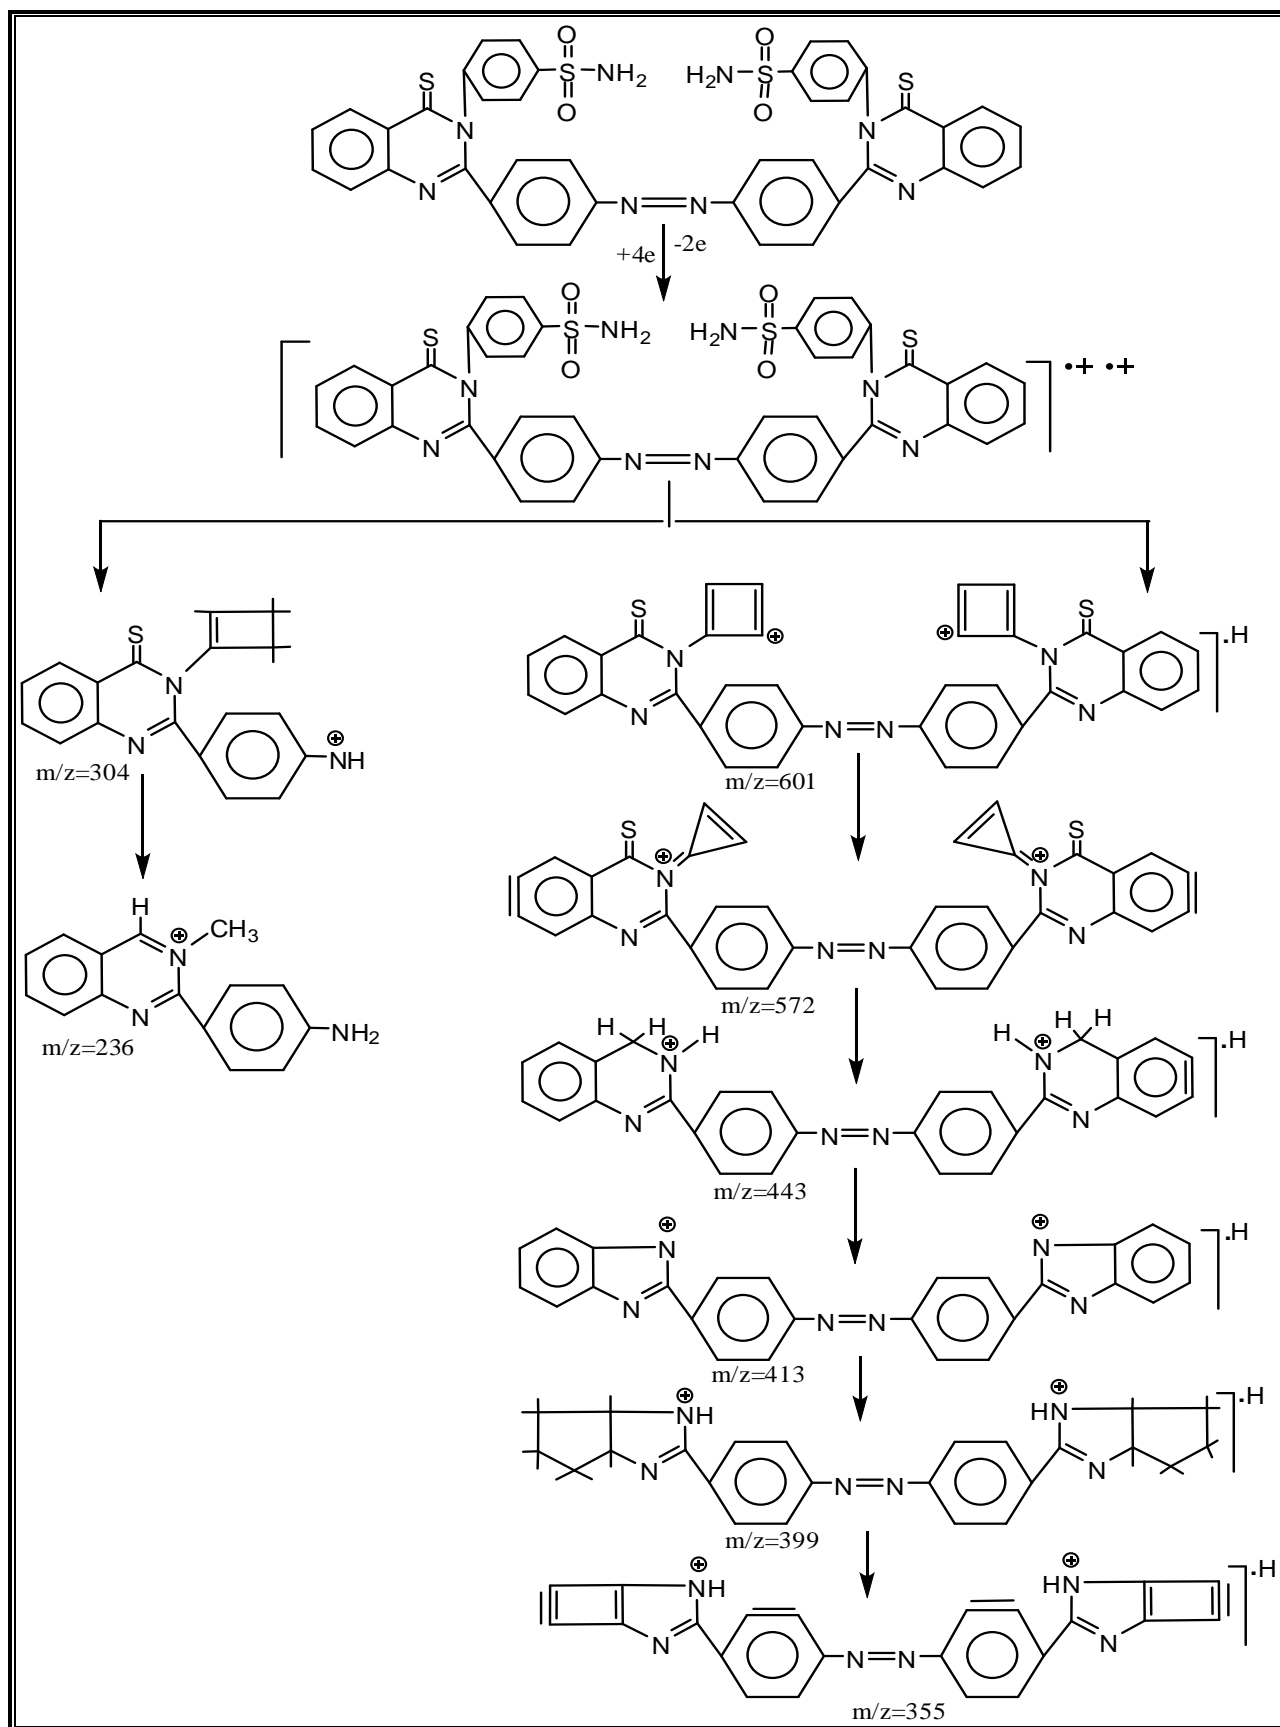 O O
S S–NH2 H2N–S S
O O
N N
N N=N N
+4e -2e
O O
S S–NH2 H2N–S S
O O •+ •+
N N
N N=N N
S S .H
S N N
N N N=N N
N NH
m/z=304 m/z=601
S S
H N N
CH3 N N=N N
N
N NH2 m/z=572
m/z=236 H H H H H H .H
N N
N N=N N
m/z=443
N N .H
N N=N N
m/z=413
NH HN .H
N N=N N
m/z=399
NH HN .H
N N=N N
m/z=355